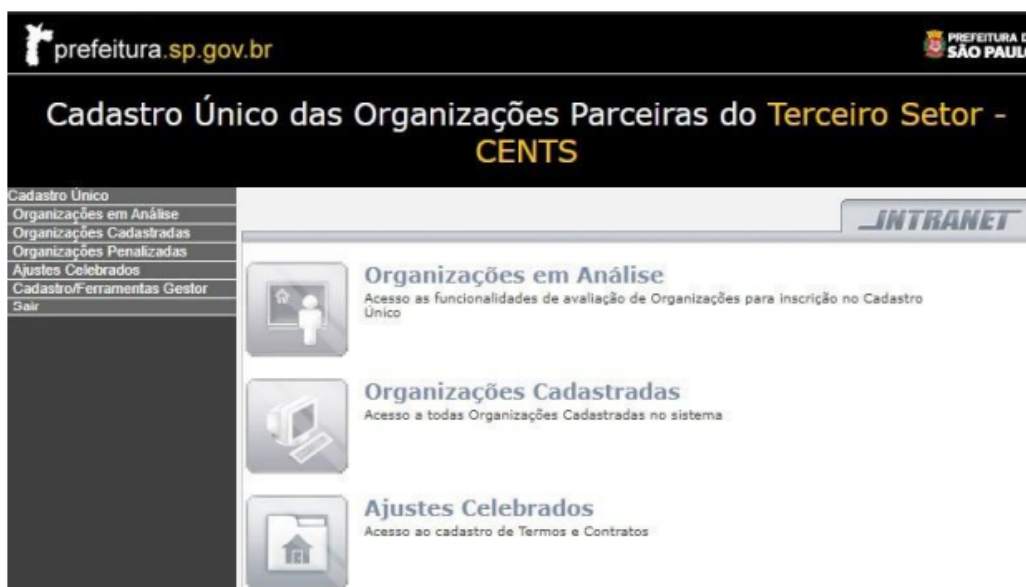 prefeitura.sp.gov.br
PREFEITURA D
SÃO PAULO
Cadastro Único das Organizações Parceiras do Terceiro Setor -
CENTS
Cadastro Único
Organizações em Análise
Organizações Cadastradas
Organizações Penalizadas
Ajustes Celebrados
Cadastro/Ferramentas Gestor
Sair
INTRANET
Organizações em Análise
Acesso as funcionalidades de avaliação de Organizações para inscrição no Cadastro
Único
Organizações Cadastradas
Acesso a todas Organizações Cadastradas no sistema
Ajustes Celebrados
Acesso ao cadastro de Termos e Contratos